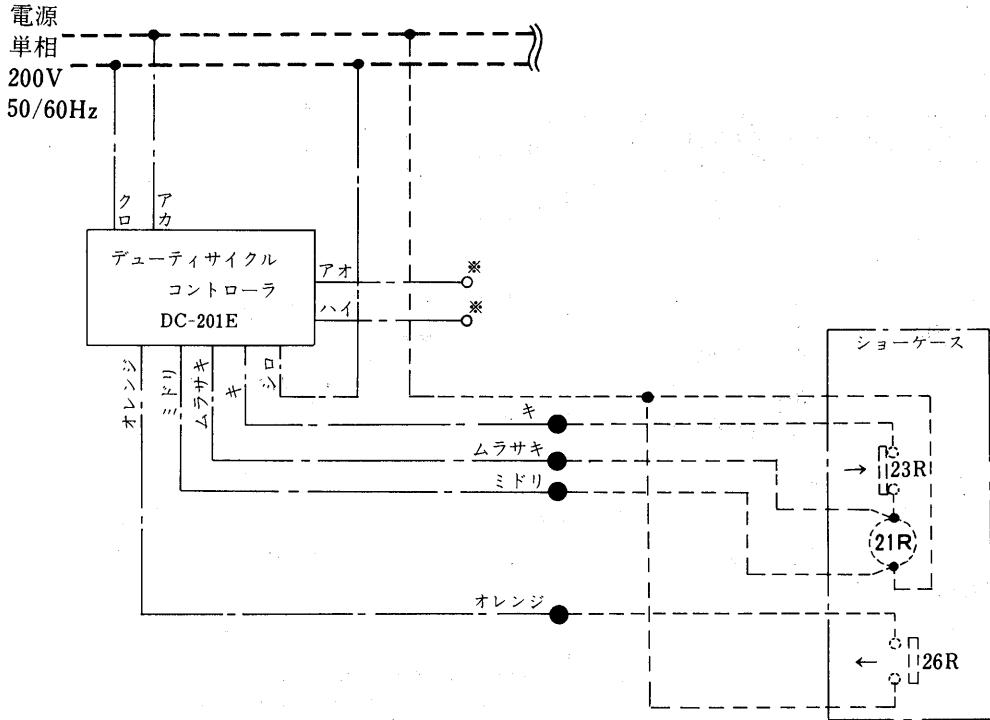 電源
単相
200V
50/60Hz
クロ
アカ
デューティサイクル
コントローラ
DC-201E
アオ
※
ハイ
※
オレンジ
ミドリ
ムラサキ
キ
シロ
ショーケース
キ
ムラサキ
ミドリ
→
23R
21R
オレンジ
←
26R